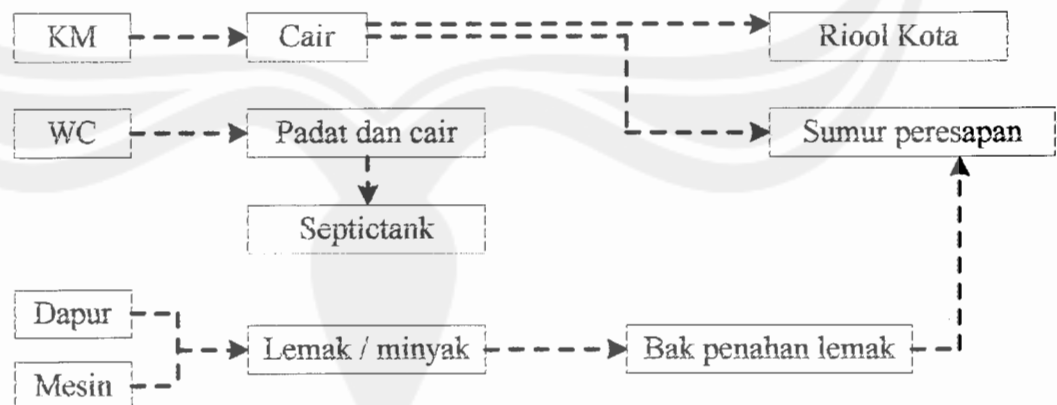 KM
Cair
Riool Kota
WC
Padat dan cair
Sumur peresapan
Septictank
Dapur
Lemak / minyak
Bak penahan lemak
Mesin